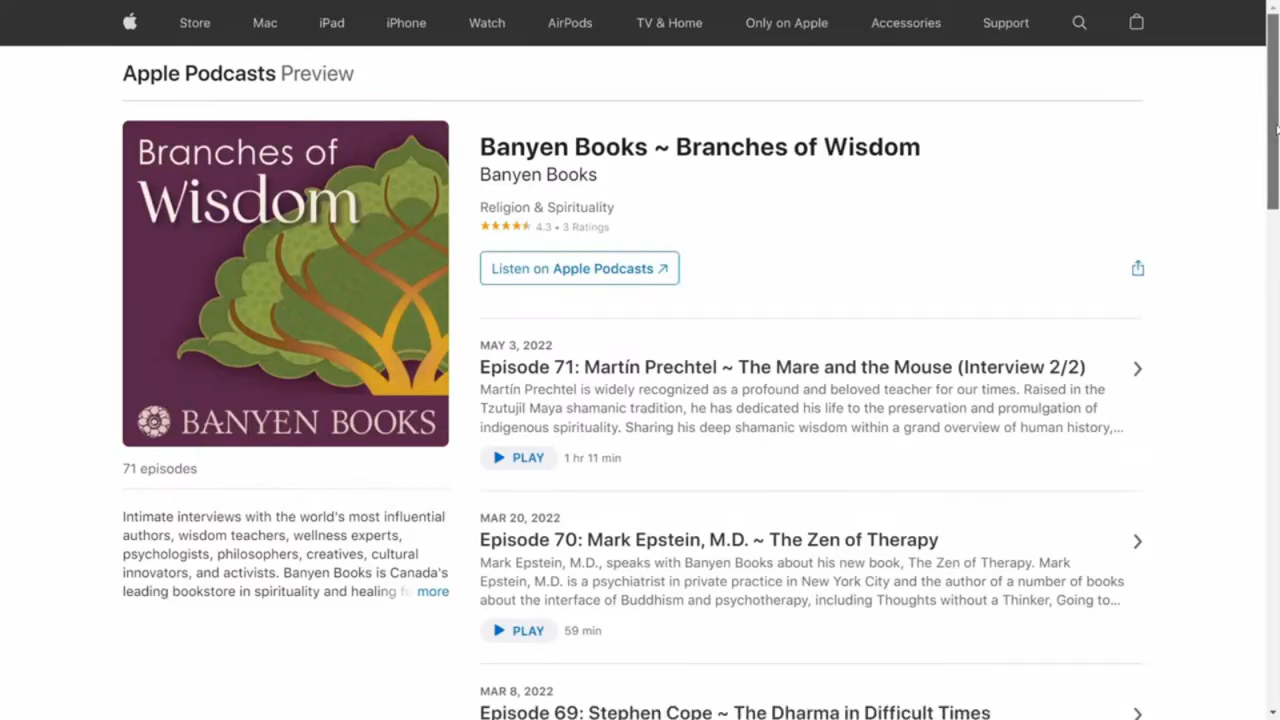 Store Mac iPad iPhone Watch AirPods TV & Home Only on Apple Accessories Support
Apple Podcasts Preview
Branches of
Wisdom
BANYEN BOOKS
71 episodes
Intimate interviews with the world's most influential
authors, wisdom teachers, wellness experts,
psychologists, philosophers, creatives, cultural
innovators, and activists. Banyen Books is Canada's
leading bookstore in spirituality and healing f more
Banyen Books ~ Branches of Wisdom
Banyen Books
Religion & Spirituality
4.3 • 3 Ratings
Listen on Apple Podcasts ↗
MAY 3, 2022
Episode 71: Martín Prechtel ~ The Mare and the Mouse (Interview 2/2)
Martín Prechtel is widely recognized as a profound and beloved teacher for our times. Raised in the
Tzutujil Maya shamanic tradition, he has dedicated his life to the preservation and promulgation of
indigenous spirituality. Sharing his deep shamanic wisdom within a grand overview of human history,...
PLAY 1 hr 11 min
MAR 20, 2022
Episode 70: Mark Epstein, M.D. ~ The Zen of Therapy
Mark Epstein, M.D., speaks with Banyen Books about his new book, The Zen of Therapy. Mark
Epstein, M.D. is a psychiatrist in private practice in New York City and the author of a number of books
about the interface of Buddhism and psychotherapy, including Thoughts without a Thinker, Going to...
PLAY 59 min
MAR 8, 2022
Episode 69: Stephen Cope ~ The Dharma in Difficult Times